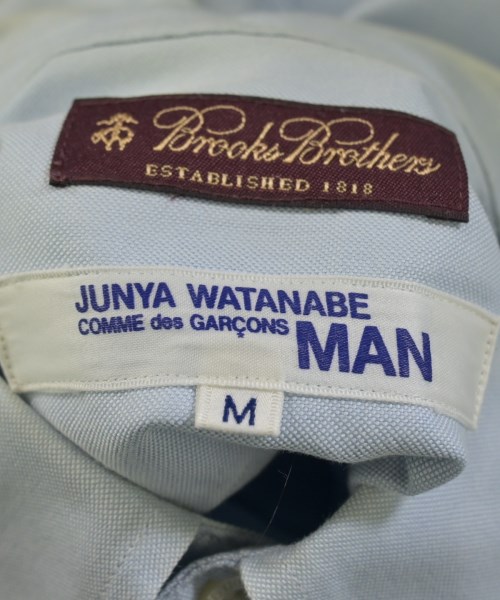 Brooks Brothers
ESTABLISHED 1818
JUNYA WATANABE
COMME des GARÇONS MAN
M